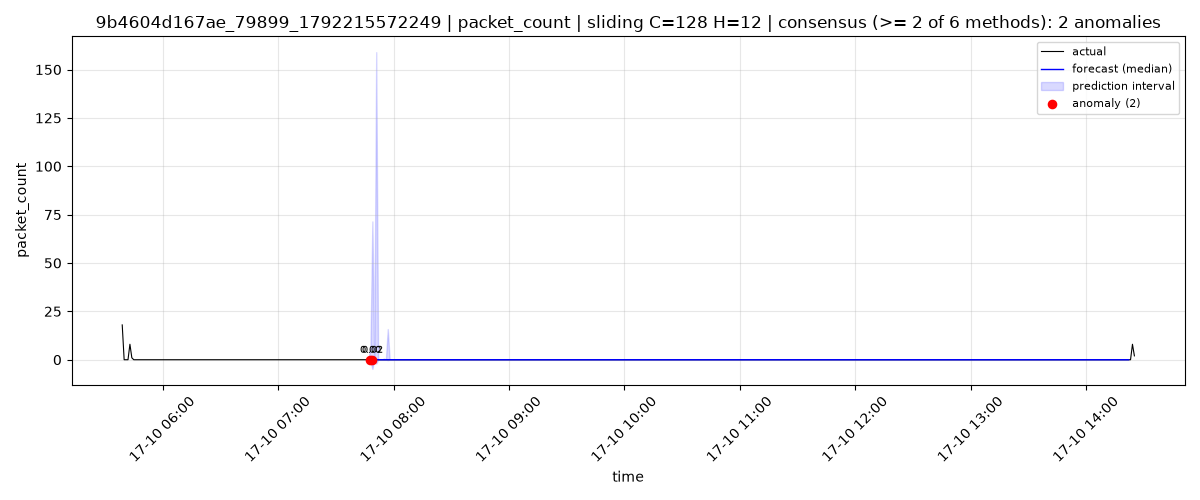 9b4604d167ae_79899_1792215572249 | packet_count | sliding C=128 H=12 | consensus (>= 2 of 6 methods): 2 anomalies
actual
forecast (median)
prediction interval
anomaly (2)
150
125
100
75
50
25
0
packet_count
17-10 06:00
17-10 07:00
17-10 08:00
17-10 09:00
17-10 10:00
17-10 11:00
17-10 12:00
17-10 13:00
17-10 14:00
time